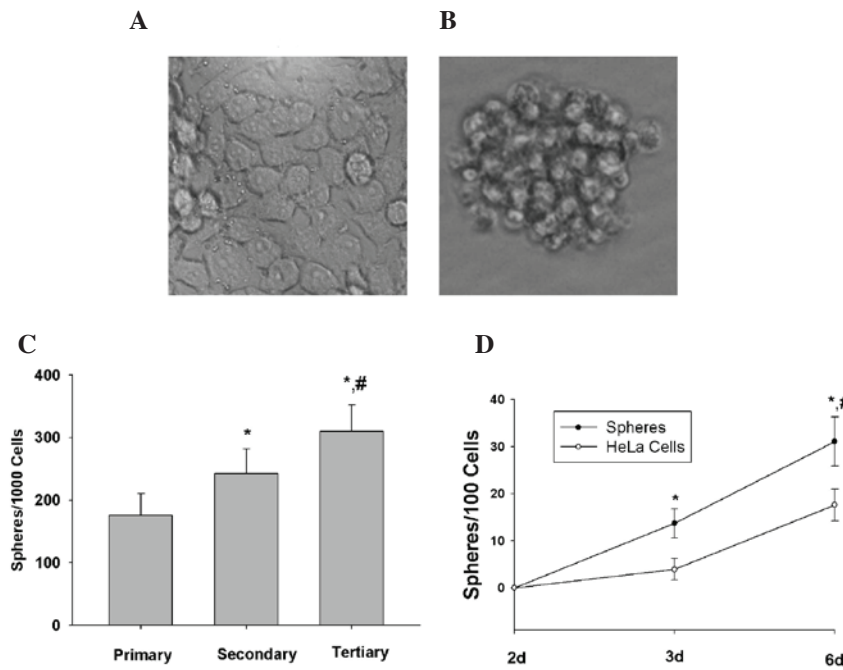 A
B
C
400
300
200
100
0
Spheres/1000 Cells
*
*,#
Primary
Secondary
Tertiary
D
40
30
20
10
0
Spheres/100 Cells
Spheres
HeLa Cells
*
*,#
2d
3d
6d